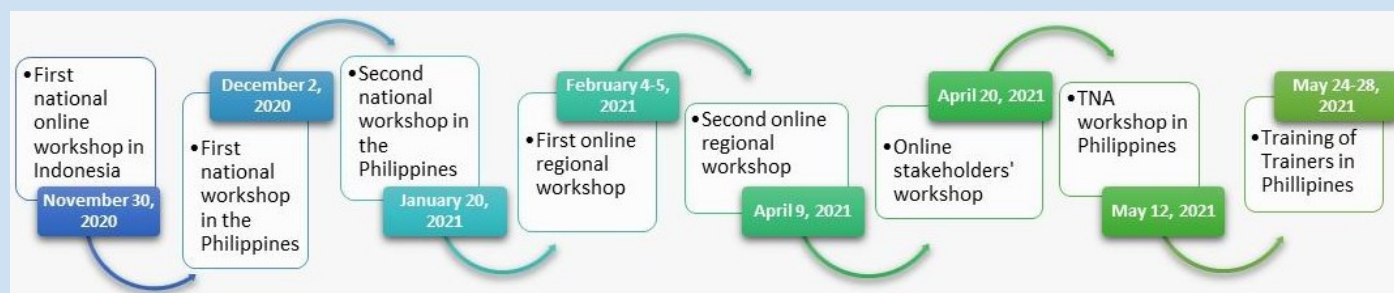 •First
national
online
workshop in
Indonesia
November 30,
2020
December 2,
2020
•First
national
workshop
in the
Philippines
•Second
national
workshop in
the
Philippines
January 20,
2021
February 4-5,
2021
•First online
regional
workshop
•Second online
regional
workshop
April 9, 2021
April 20, 2021
•Online
stakeholders'
workshop
•TNA
workshop in
Philippines
May 12, 2021
May 24-28,
2021
•Training of
Trainers in
Phillipines